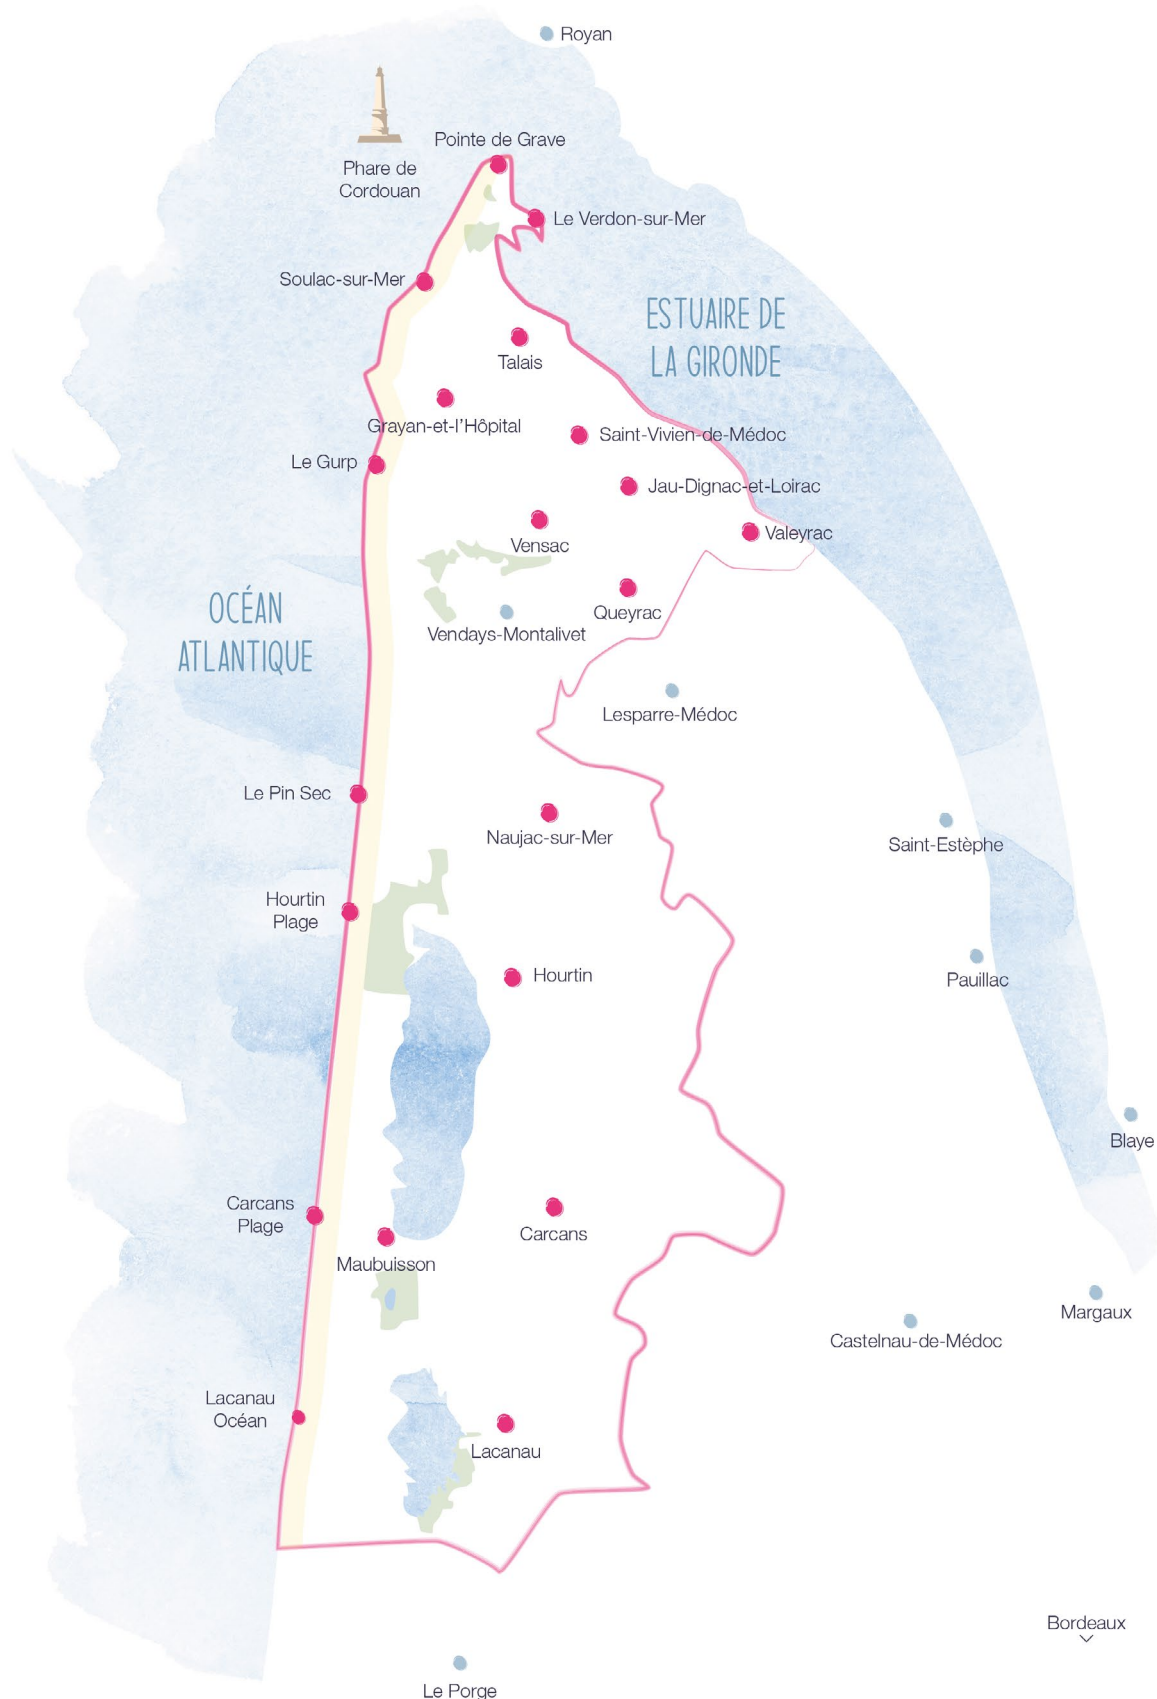 Royan
Pointe de Grave
Phare de
Cordouan
Le Verdon-sur-Mer
Soulac-sur-Mer
ESTUAIRE DE
LA GIRONDE
Talais
Grayan-et-l'Hôpital
Saint-Vivien-de-Médoc
Le Gurp
Jau-Dignac-et-Loirac
Valeyrac
Vensac
OCÉAN
ATLANTIQUE
Queyrac
Vendays-Montalivet
Lesparre-Médoc
Le Pin Sec
Naujac-sur-Mer
Saint-Estèphe
Hourtin
Plage
Hourtin
Pauillac
Blaye
Carcans
Plage
Carcans
Maubuisson
Margaux
Castelnau-de-Médoc
Lacanau
Océan
Lacanau
Bordeaux
Le Porge